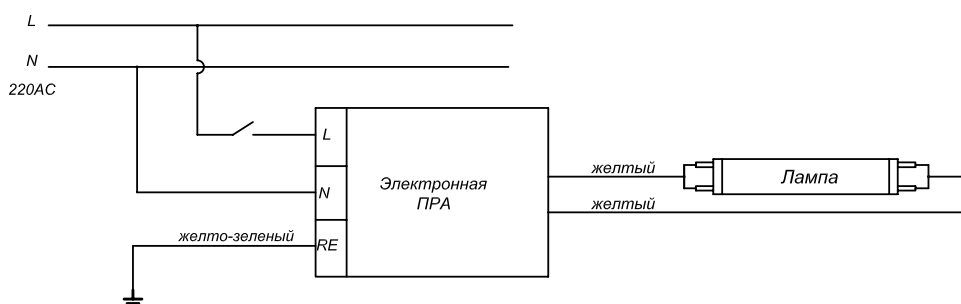 L
N
220AC
L
N
RE
Электронная
ПРА
желто-зеленый
желтый
желтый
Лампа